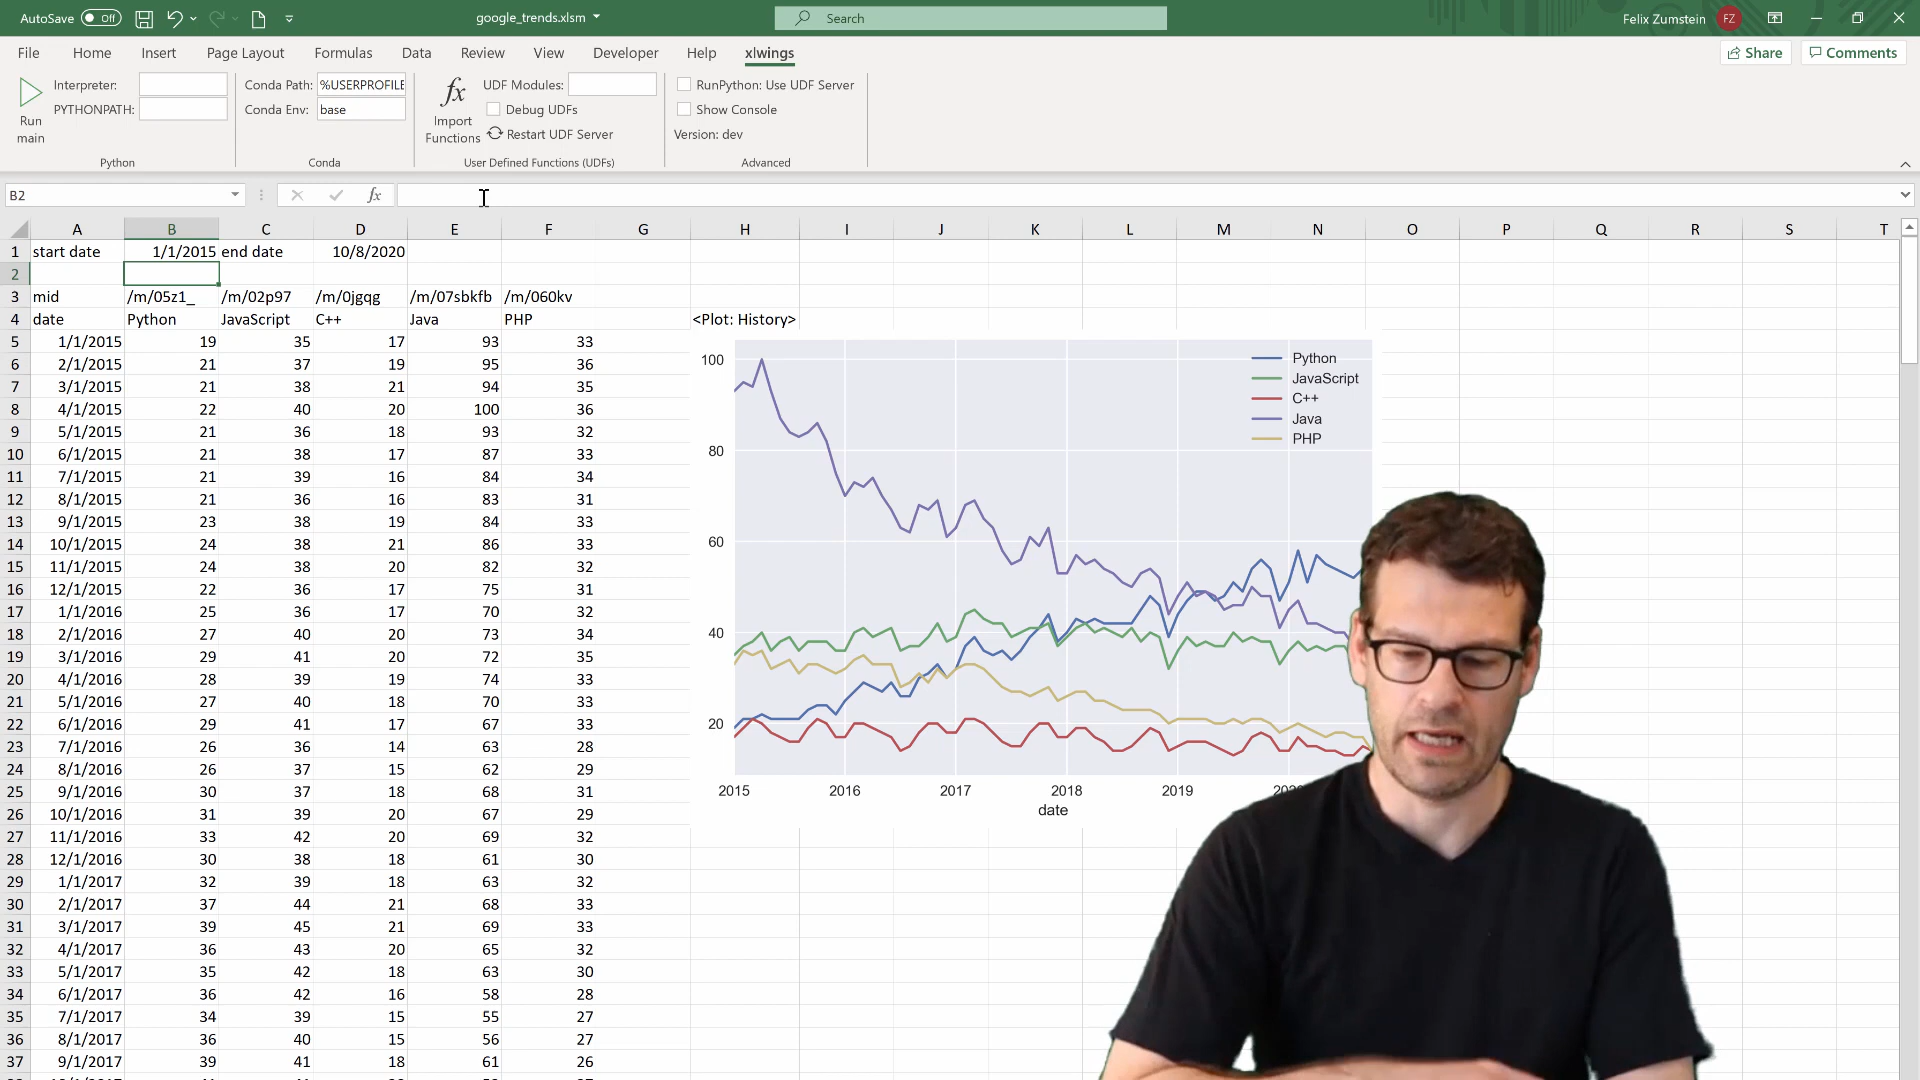 AutoSave Off google_trends.xlsm Search Felix Zumstein FZ
File Home Insert Page Layout Formulas Data Review View Developer Help xlwings Share Comments
Run main
Interpreter:
PYTHONPATH:
Python
Conda Path: %USERPROFILE
Conda Env: base
Conda
fx
Import Functions
UDF Modules:
Debug UDFs
Restart UDF Server
User Defined Functions (UDFs)
RunPython: Use UDF Server
Show Console
Version: dev
Advanced
B2 fx
A B C D E F G H I J K L M N O P Q R S T
1 start date 1/1/2015 end date 10/8/2020
2
3 mid /m/05z1_ /m/02p97 /m/0jgqg /m/07sbkfb /m/060kv
4 date Python JavaScript C++ Java PHP <Plot: History>
5 1/1/2015 19 35 17 93 33
6 2/1/2015 21 37 19 95 36
7 3/1/2015 21 38 21 94 35
8 4/1/2015 22 40 20 100 36
9 5/1/2015 21 36 18 93 32
10 6/1/2015 21 38 17 87 33
11 7/1/2015 21 39 16 84 34
12 8/1/2015 21 36 16 83 31
13 9/1/2015 23 38 19 84 33
14 10/1/2015 24 38 21 86 33
15 11/1/2015 24 38 20 82 32
16 12/1/2015 22 36 17 75 31
17 1/1/2016 25 36 17 70 32
18 2/1/2016 27 40 20 73 34
19 3/1/2016 29 41 20 72 35
20 4/1/2016 28 39 19 74 33
21 5/1/2016 27 40 18 70 33
22 6/1/2016 29 41 17 67 33
23 7/1/2016 26 36 14 63 28
24 8/1/2016 26 37 15 62 29
25 9/1/2016 30 37 18 68 31
26 10/1/2016 31 39 20 67 29
27 11/1/2016 33 42 20 69 32
28 12/1/2016 30 38 18 61 30
29 1/1/2017 32 39 18 63 32
30 2/1/2017 37 44 21 68 33
31 3/1/2017 39 45 21 69 33
32 4/1/2017 36 43 20 65 32
33 5/1/2017 35 42 18 63 30
34 6/1/2017 36 42 16 58 28
35 7/1/2017 34 39 15 55 27
36 8/1/2017 36 40 15 56 27
37 9/1/2017 39 41 18 61 26
100
80
60
40
20
Python
JavaScript
C++
Java
PHP
2015 2016 2017 2018 2019
date